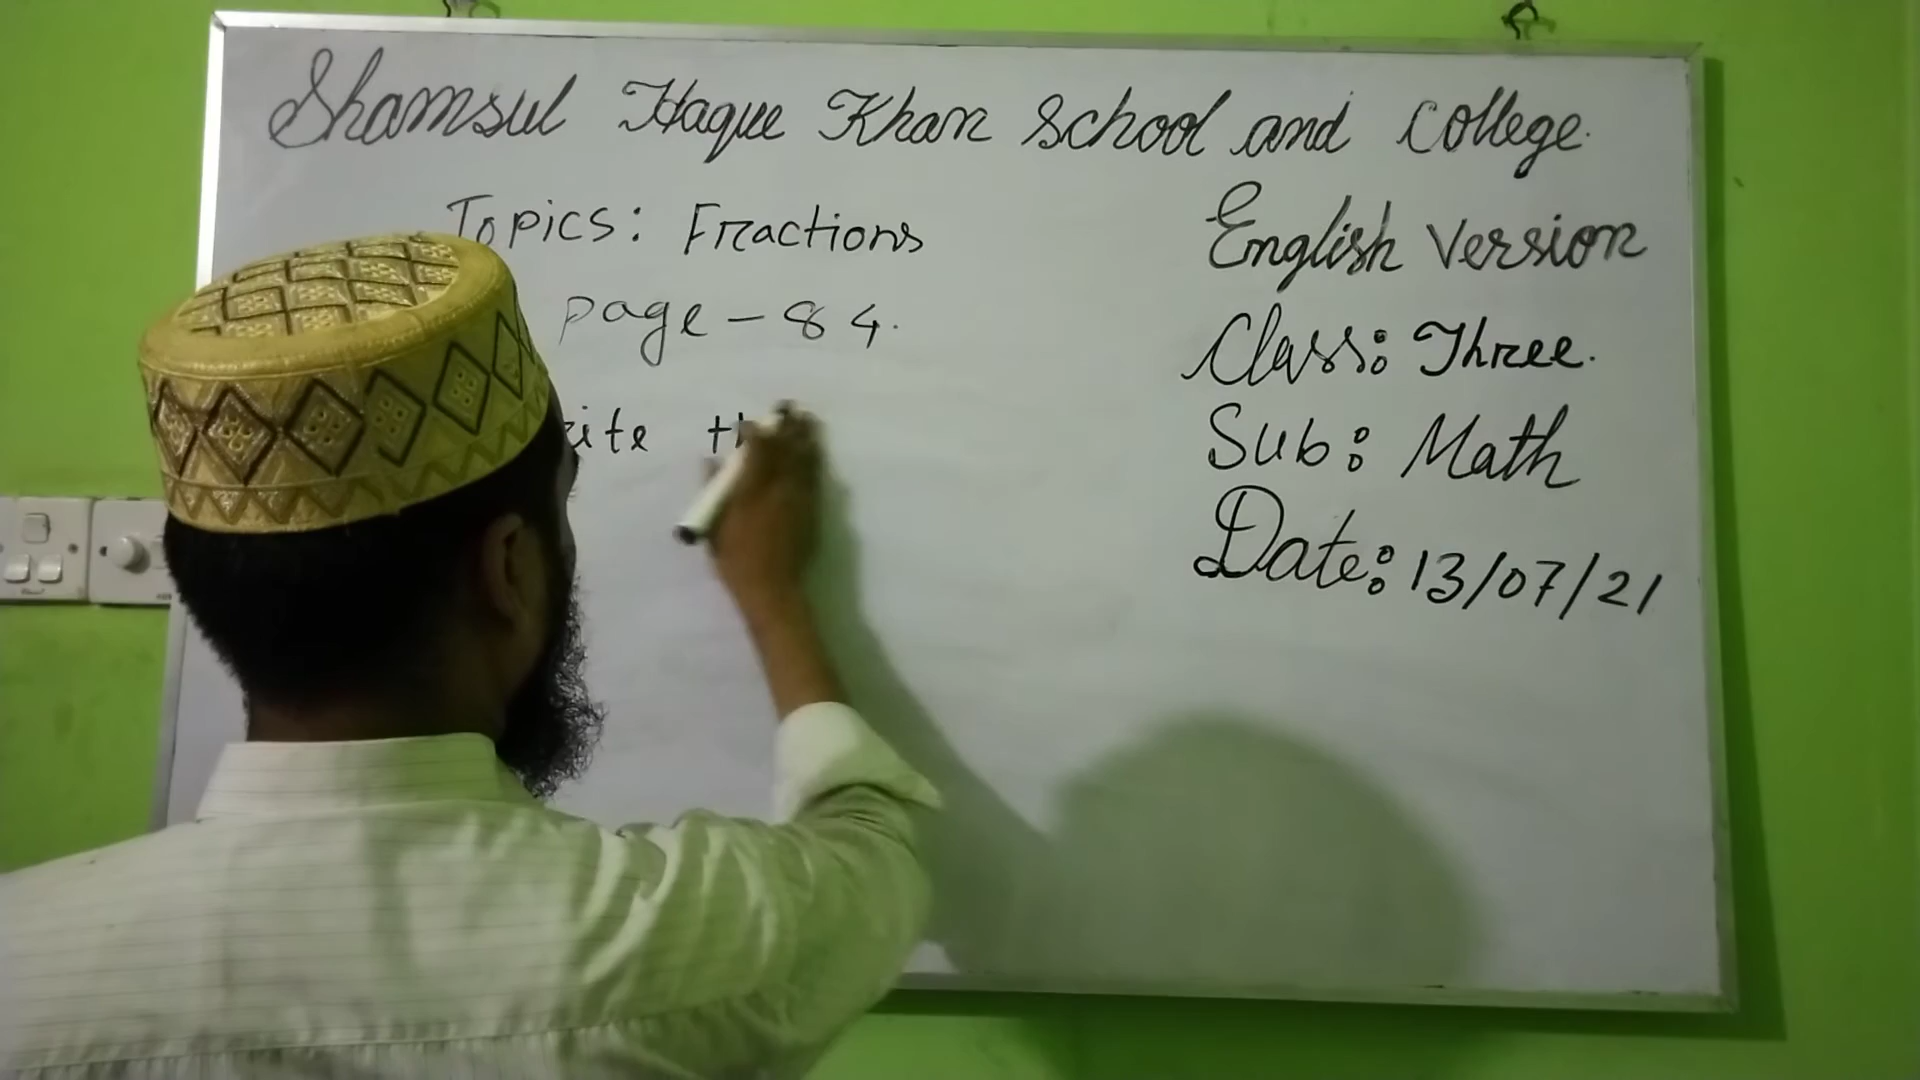 Shamsul Haque Khan School and College.
Topics: Fractions
page - 84.
English Version
Class: Three.
Sub: Math
Date: 13/07/21